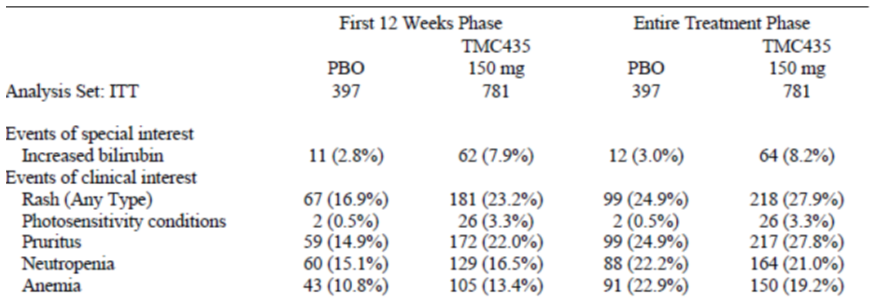 First 12 Weeks Phase Entire Treatment Phase
TMC435 TMC435
PBO 150 mg PBO 150 mg
Analysis Set: ITT 397 781 397 781
Events of special interest
Increased bilirubin 11 (2.8%) 62 (7.9%) 12 (3.0%) 64 (8.2%)
Events of clinical interest
Rash (Any Type) 67 (16.9%) 181 (23.2%) 99 (24.9%) 218 (27.9%)
Photosensitivity conditions 2 (0.5%) 26 (3.3%) 2 (0.5%) 26 (3.3%)
Pruritus 59 (14.9%) 172 (22.0%) 99 (24.9%) 217 (27.8%)
Neutropenia 60 (15.1%) 129 (16.5%) 88 (22.2%) 164 (21.0%)
Anemia 43 (10.8%) 105 (13.4%) 91 (22.9%) 150 (19.2%)